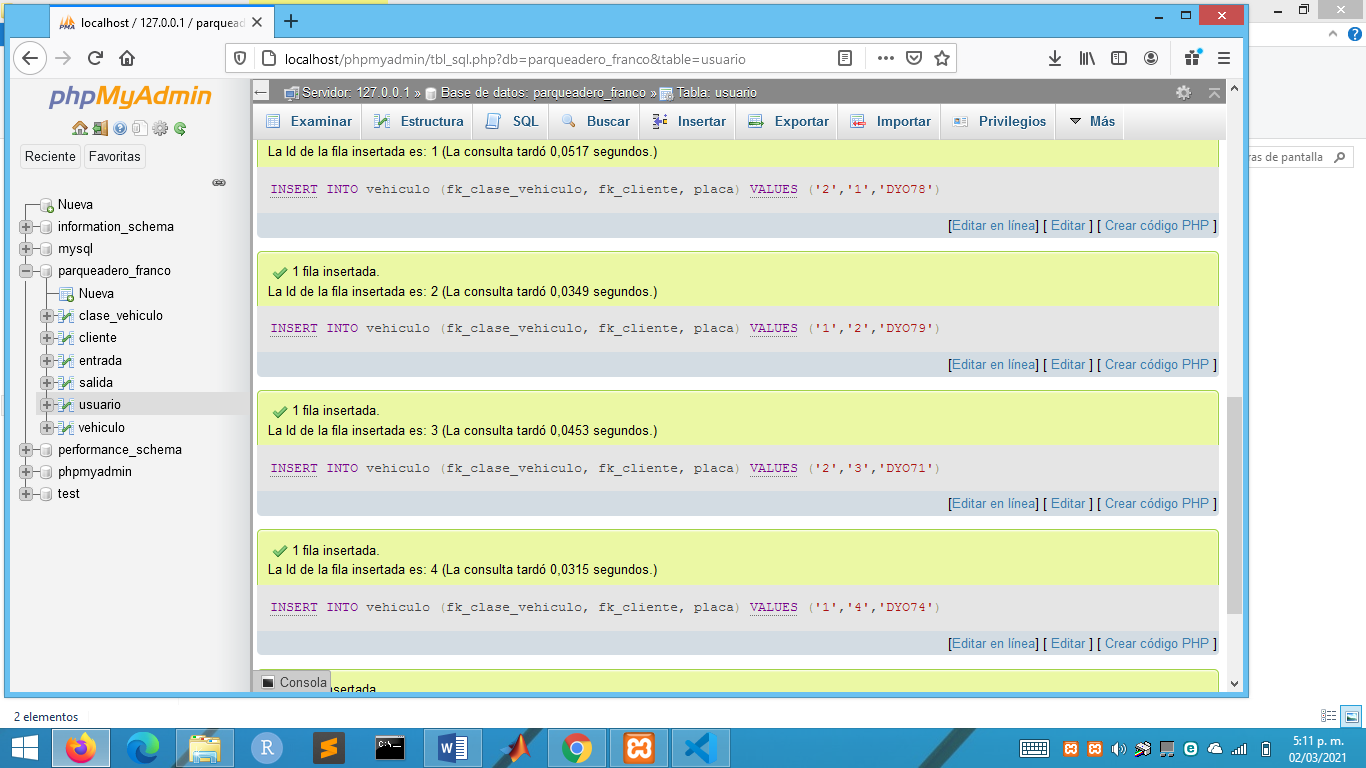 localhost / 127.0.0.1 / parquead
localhost/phpmyadmin/tbl_sql.php?db=parqueadero_franco&table=usuario
phpMyAdmin
Reciente
Favoritas
Nueva
information_schema
mysql
parqueadero_franco
Nueva
clase_vehiculo
cliente
entrada
salida
usuario
vehiculo
performance_schema
phpmyadmin
test
Servidor: 127.0.0.1 » Base de datos: parqueadero_franco » Tabla: usuario
Examinar Estructura SQL Buscar Insertar Exportar Importar Privilegios Más
La Id de la fila insertada es: 1 (La consulta tardó 0,0517 segundos.)
INSERT INTO vehiculo (fk_clase_vehiculo, fk_cliente, placa) VALUES ('2','1','DYO78')
[Editar en línea] [ Editar ] [ Crear código PHP ]
1 fila insertada.
La Id de la fila insertada es: 2 (La consulta tardó 0,0349 segundos.)
INSERT INTO vehiculo (fk_clase_vehiculo, fk_cliente, placa) VALUES ('1','2','DYO79')
[Editar en línea] [ Editar ] [ Crear código PHP ]
1 fila insertada.
La Id de la fila insertada es: 3 (La consulta tardó 0,0453 segundos.)
INSERT INTO vehiculo (fk_clase_vehiculo, fk_cliente, placa) VALUES ('2','3','DYO71')
[Editar en línea] [ Editar ] [ Crear código PHP ]
1 fila insertada.
La Id de la fila insertada es: 4 (La consulta tardó 0,0315 segundos.)
INSERT INTO vehiculo (fk_clase_vehiculo, fk_cliente, placa) VALUES ('1','4','DYO74')
[Editar en línea] [ Editar ] [ Crear código PHP ]
Consola
sertada
ras de pantalla
2 elementos
5:11 p. m.
02/03/2021